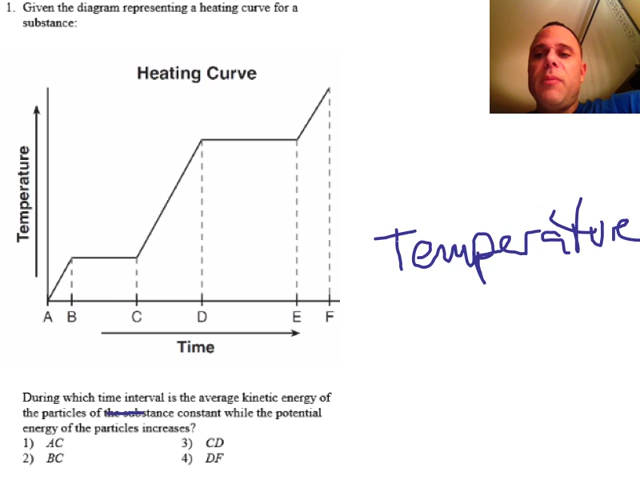 1. Given the diagram representing a heating curve for a
substance:
Heating Curve
Temperature
A B C D E F
Time
Temperature
During which time interval is the average kinetic energy of
the particles of the substance constant while the potential
energy of the particles increases?
1) AC 3) CD
2) BC 4) DF